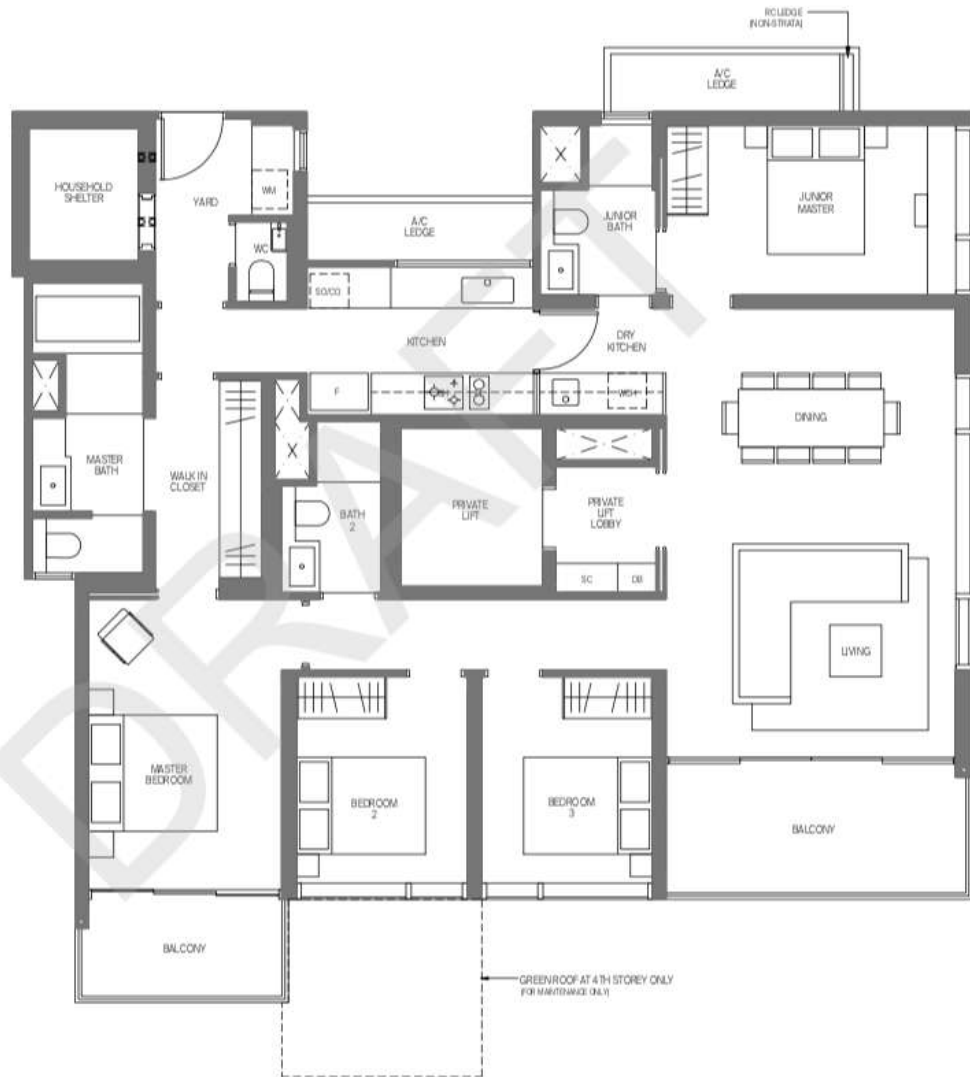 RC LEDGE
(NON-STRATA)
A/C
LEDGE
HOUSEHOLD
SHELTER
YARD
WM
WC
A/C
LEDGE
JUNIOR
BATH
JUNIOR
MASTER
X
SO/CO
KITCHEN
DRY
KITCHEN
F
DINING
MASTER
BATH
WALK IN
CLOSET
X
BATH
2
PRIVATE
LIFT
PRIVATE
LIFT
LOBBY
SC
DB
LIVING
MASTER
BEDROOM
BEDROOM
2
BEDROOM
3
BALCONY
BALCONY
GREEN ROOF AT 4TH STOREY ONLY
(FOR MAINTENANCE ONLY)
DRAFT